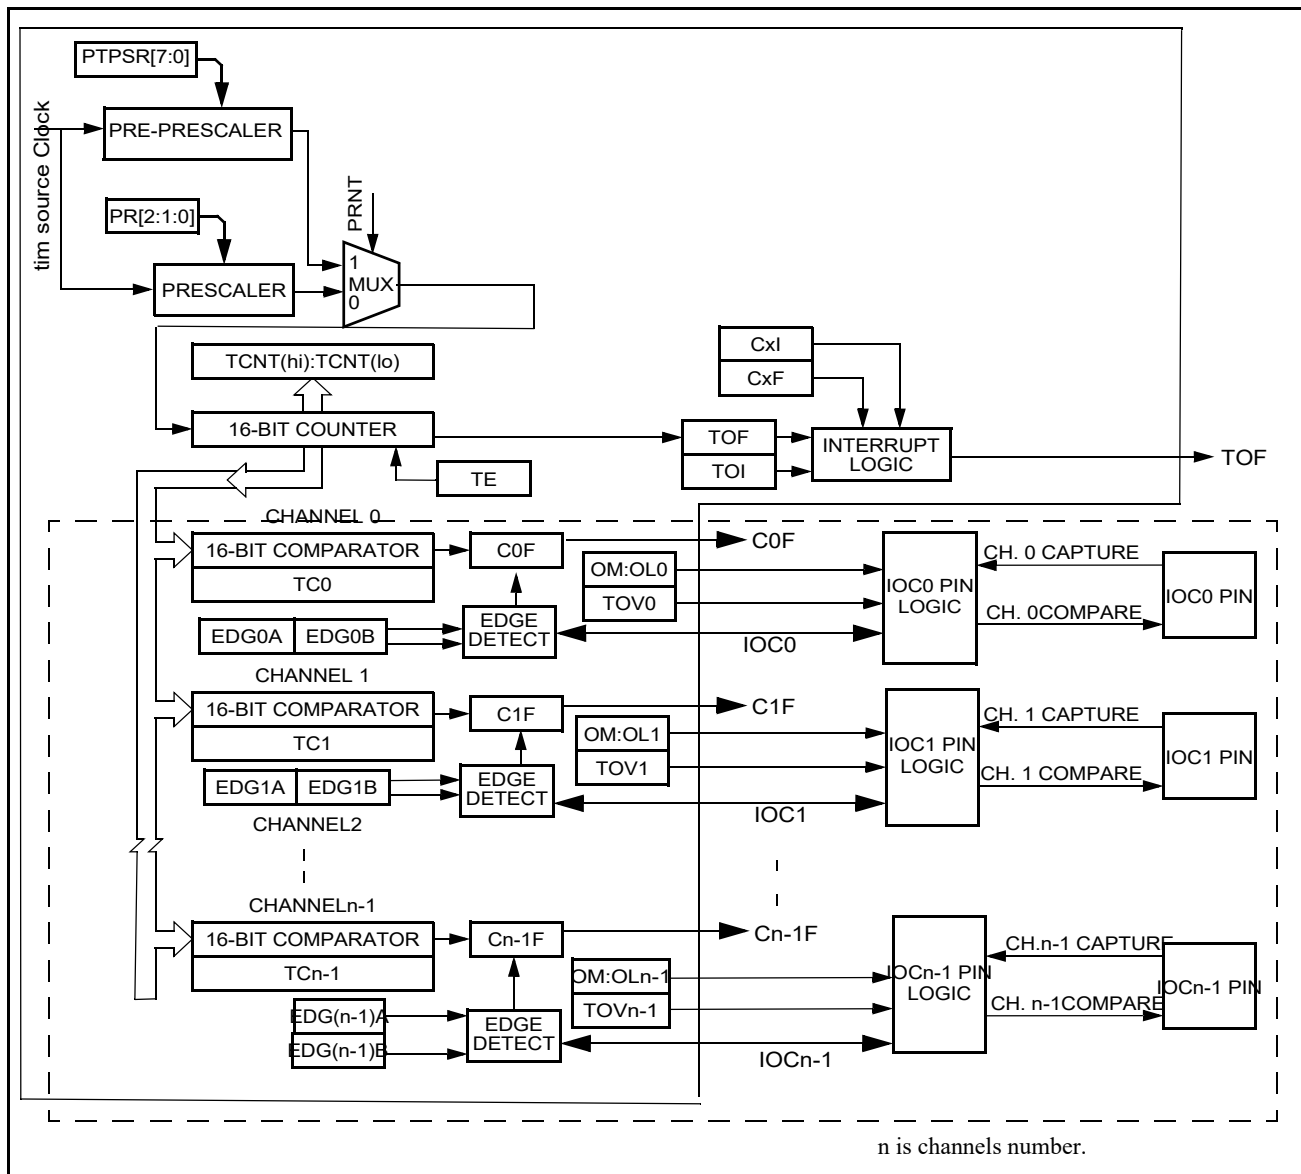 PTPSR[7:0]
tim source Clock
PRE-PRESCALER
PR[2:1:0]
PRNT
PRESCALER
1
MUX
0
TCNT(hi):TCNT(lo)
CxI
CxF
16-BIT COUNTER
TE
TOF
TOI
INTERRUPT
LOGIC
TOF
CHANNEL 0
16-BIT COMPARATOR
TC0
C0F
C0F
OM:OL0
TOV0
EDG0A
EDG0B
EDGE
DETECT
IOC0
IOC0 PIN
LOGIC
CH. 0 CAPTURE
CH. 0COMPARE
IOC0 PIN
CHANNEL 1
16-BIT COMPARATOR
TC1
C1F
C1F
OM:OL1
TOV1
EDG1A
EDG1B
EDGE
DETECT
IOC1
IOC1 PIN
LOGIC
CH. 1 CAPTURE
CH. 1 COMPARE
IOC1 PIN
CHANNEL2
CHANNELn-1
16-BIT COMPARATOR
TCn-1
Cn-1F
Cn-1F
OM:OLn-1
TOVn-1
EDG(n-1)A
EDG(n-1)B
EDGE
DETECT
IOCn-1
IOCn-1 PIN
LOGIC
CH.n-1 CAPTURE
CH. n-1COMPARE
IOCn-1 PIN
n is channels number.